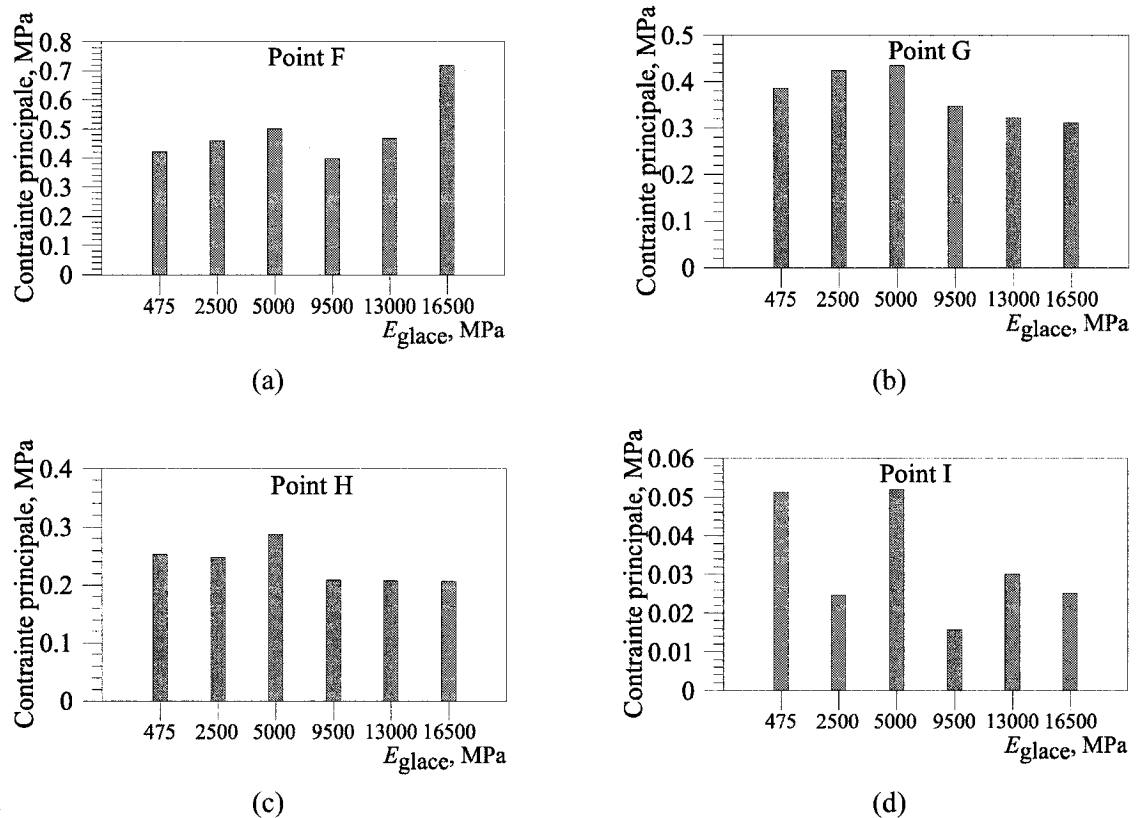 Contrainte principale, MPa
Point F
0.8
0.7
0.6
0.5
0.4
0.3
0.2
0.1
0
475 2500 5000 9500 13000 16500
Eglace, MPa
(a)
Contrainte principale, MPa
Point G
0.5
0.4
0.3
0.2
0.1
0
475 2500 5000 9500 13000 16500
Eglace, MPa
(b)
Contrainte principale, MPa
Point H
0.4
0.3
0.2
0.1
0
475 2500 5000 9500 13000 16500
Eglace, MPa
(c)
Contrainte principale, MPa
Point I
0.06
0.05
0.04
0.03
0.02
0.01
0
475 2500 5000 9500 13000 16500
Eglace, MPa
(d)